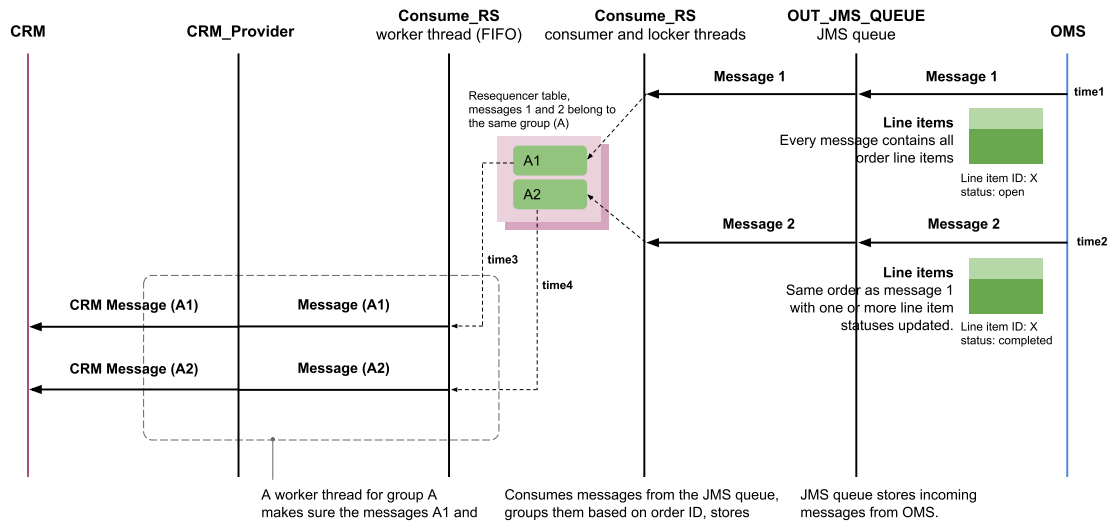 CRM
CRM_Provider
Consume_RS
worker thread (FIFO)
Consume_RS
consumer and locker threads
OUT_JMS_QUEUE
JMS queue
OMS
Message 1
Message 1
time1
Resequencer table,
messages 1 and 2 belong to
the same group (A)
A1
A2
Line items
Every message contains all
order line items
Line item ID: X
status: open
Message 2
Message 2
time2
time3
time4
Line items
Same order as message 1
with one or more line item
statuses updated.
Line item ID: X
status: completed
CRM Message (A1)
Message (A1)
CRM Message (A2)
Message (A2)
A worker thread for group A
makes sure the messages A1 and
Consumes messages from the JMS queue,
groups them based on order ID, stores
JMS queue stores incoming
messages from OMS.